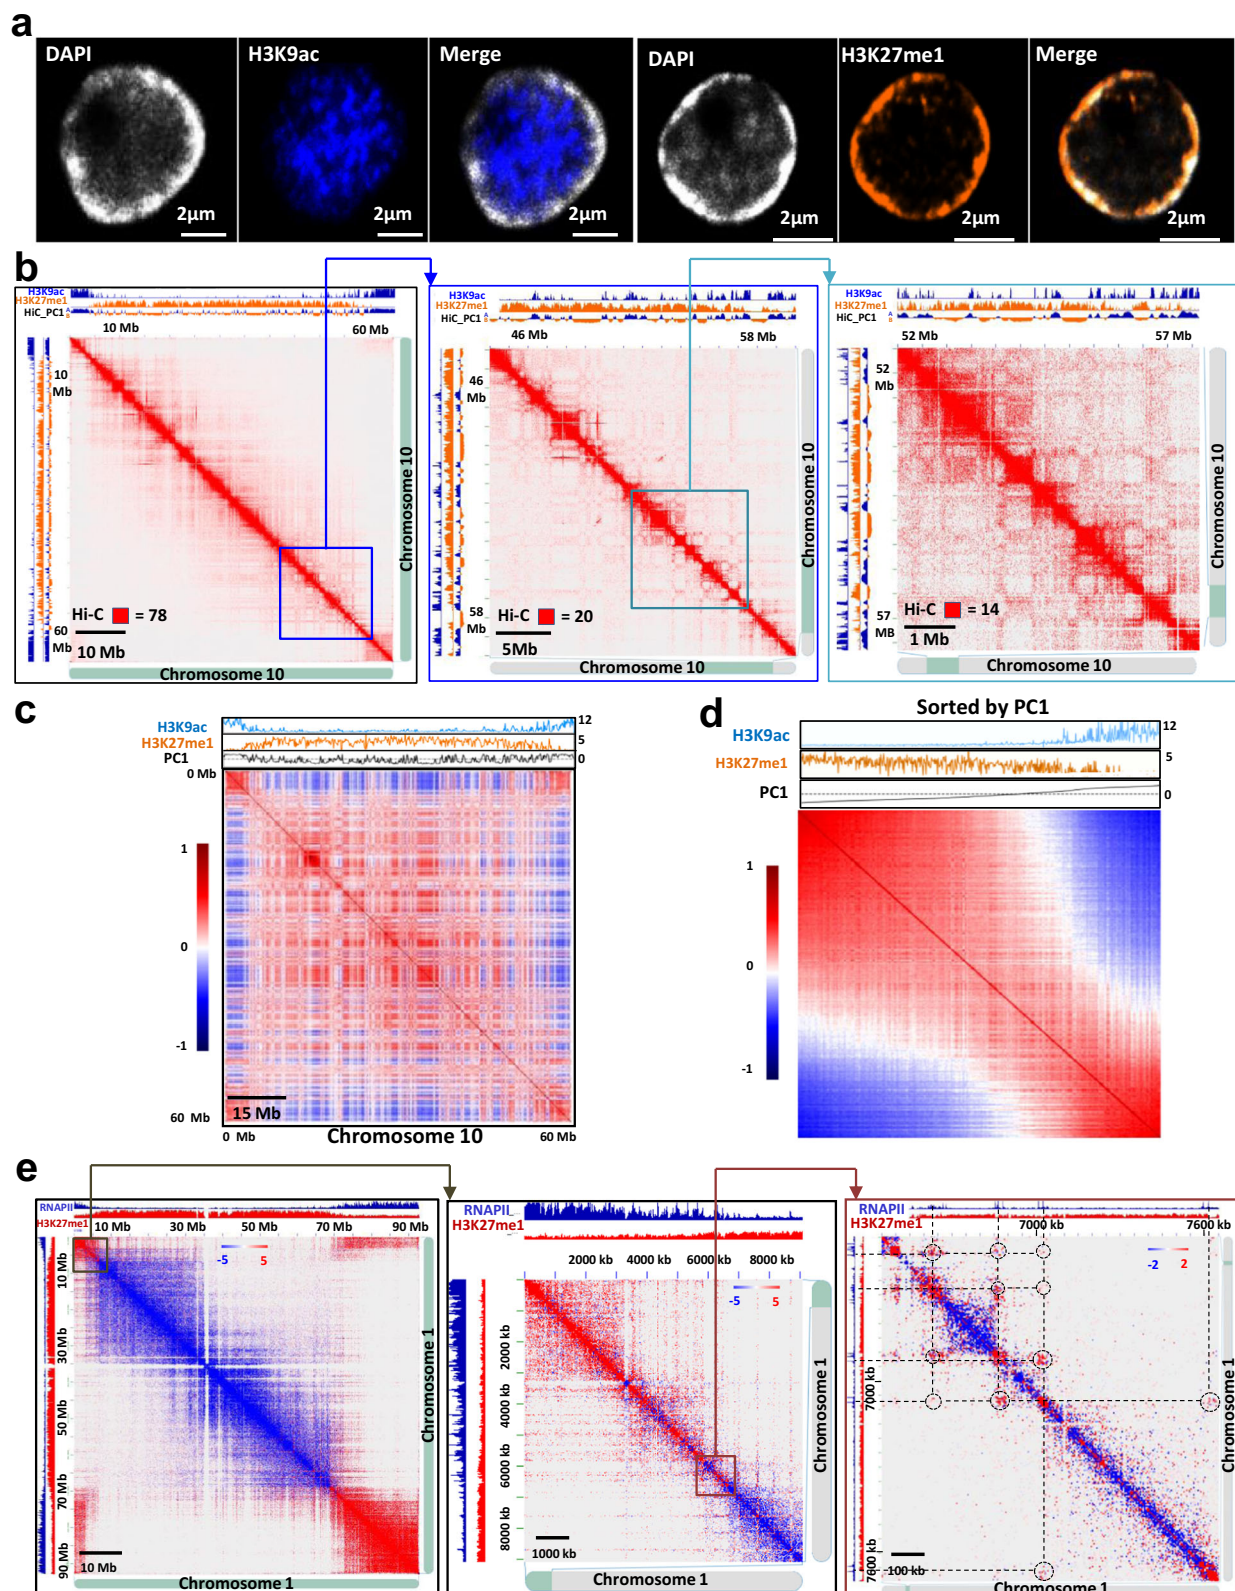 a
DAPI
H3K9ac
Merge
DAPI
H3K27me1
Merge
2μm
2μm
2μm
2μm
2μm
2μm
b
H3K9ac
H3K27me1
HiC_PC1
A
B
10 Mb
60 Mb
10
Mb
60
Mb
Hi-C = 78
10 Mb
Chromosome 10
Chromosome 10
H3K9ac
H3K27me1
HiC_PC1
A
B
46 Mb
58 Mb
46
Mb
58
Mb
Hi-C = 20
5Mb
Chromosome 10
Chromosome 10
H3K9ac
H3K27me1
HiC_PC1
A
B
52 Mb
57 Mb
52
Mb
57
MB
Hi-C = 14
1 Mb
Chromosome 10
Chromosome 10
c
H3K9ac
H3K27me1
PC1
12
5
0
0 Mb
1
0
-1
15 Mb
60 Mb
0 Mb
Chromosome 10
60 Mb
d
Sorted by PC1
H3K9ac
H3K27me1
PC1
12
5
0
1
0
-1
e
RNAPII
H3K27me1
10 Mb
30 Mb
50 Mb
70 Mb
90 Mb
-5
5
10 Mb
30 Mb
50 Mb
70 Mb
90 Mb
10 Mb
Chromosome 1
Chromosome 1
RNAPII
H3K27me1
2000 kb
4000 kb
6000 kb
8000 kb
-5
5
2000 kb
4000 kb
6000 kb
8000 kb
1000 kb
Chromosome 1
Chromosome 1
RNAPII
H3K27me1
7000 kb
7600 kb
-2
2
7000 kb
7600 kb
100 kb
Chromosome 1
Chromosome 1